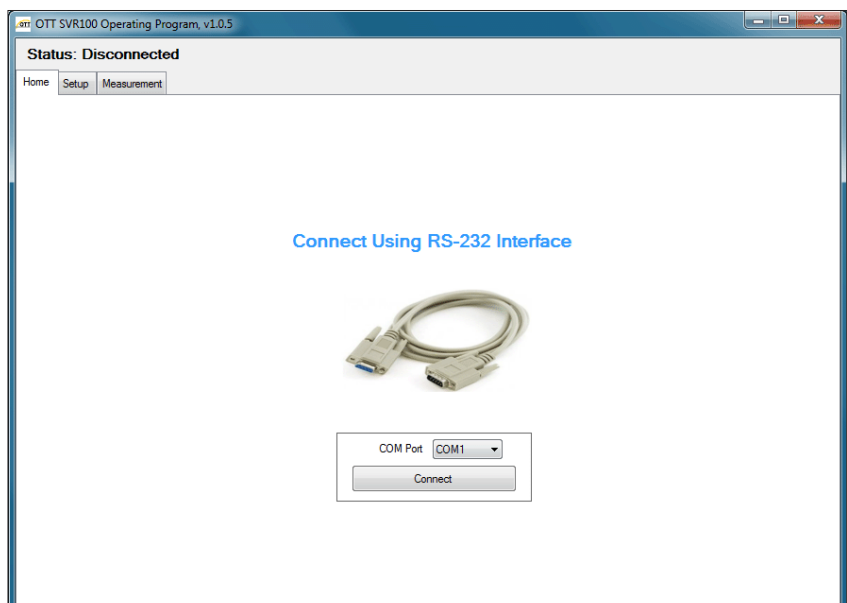 OTT OTT SVR100 Operating Program, v1.0.5
Status: Disconnected
Home Setup Measurement
Connect Using RS-232 Interface
COM Port COM1
Connect